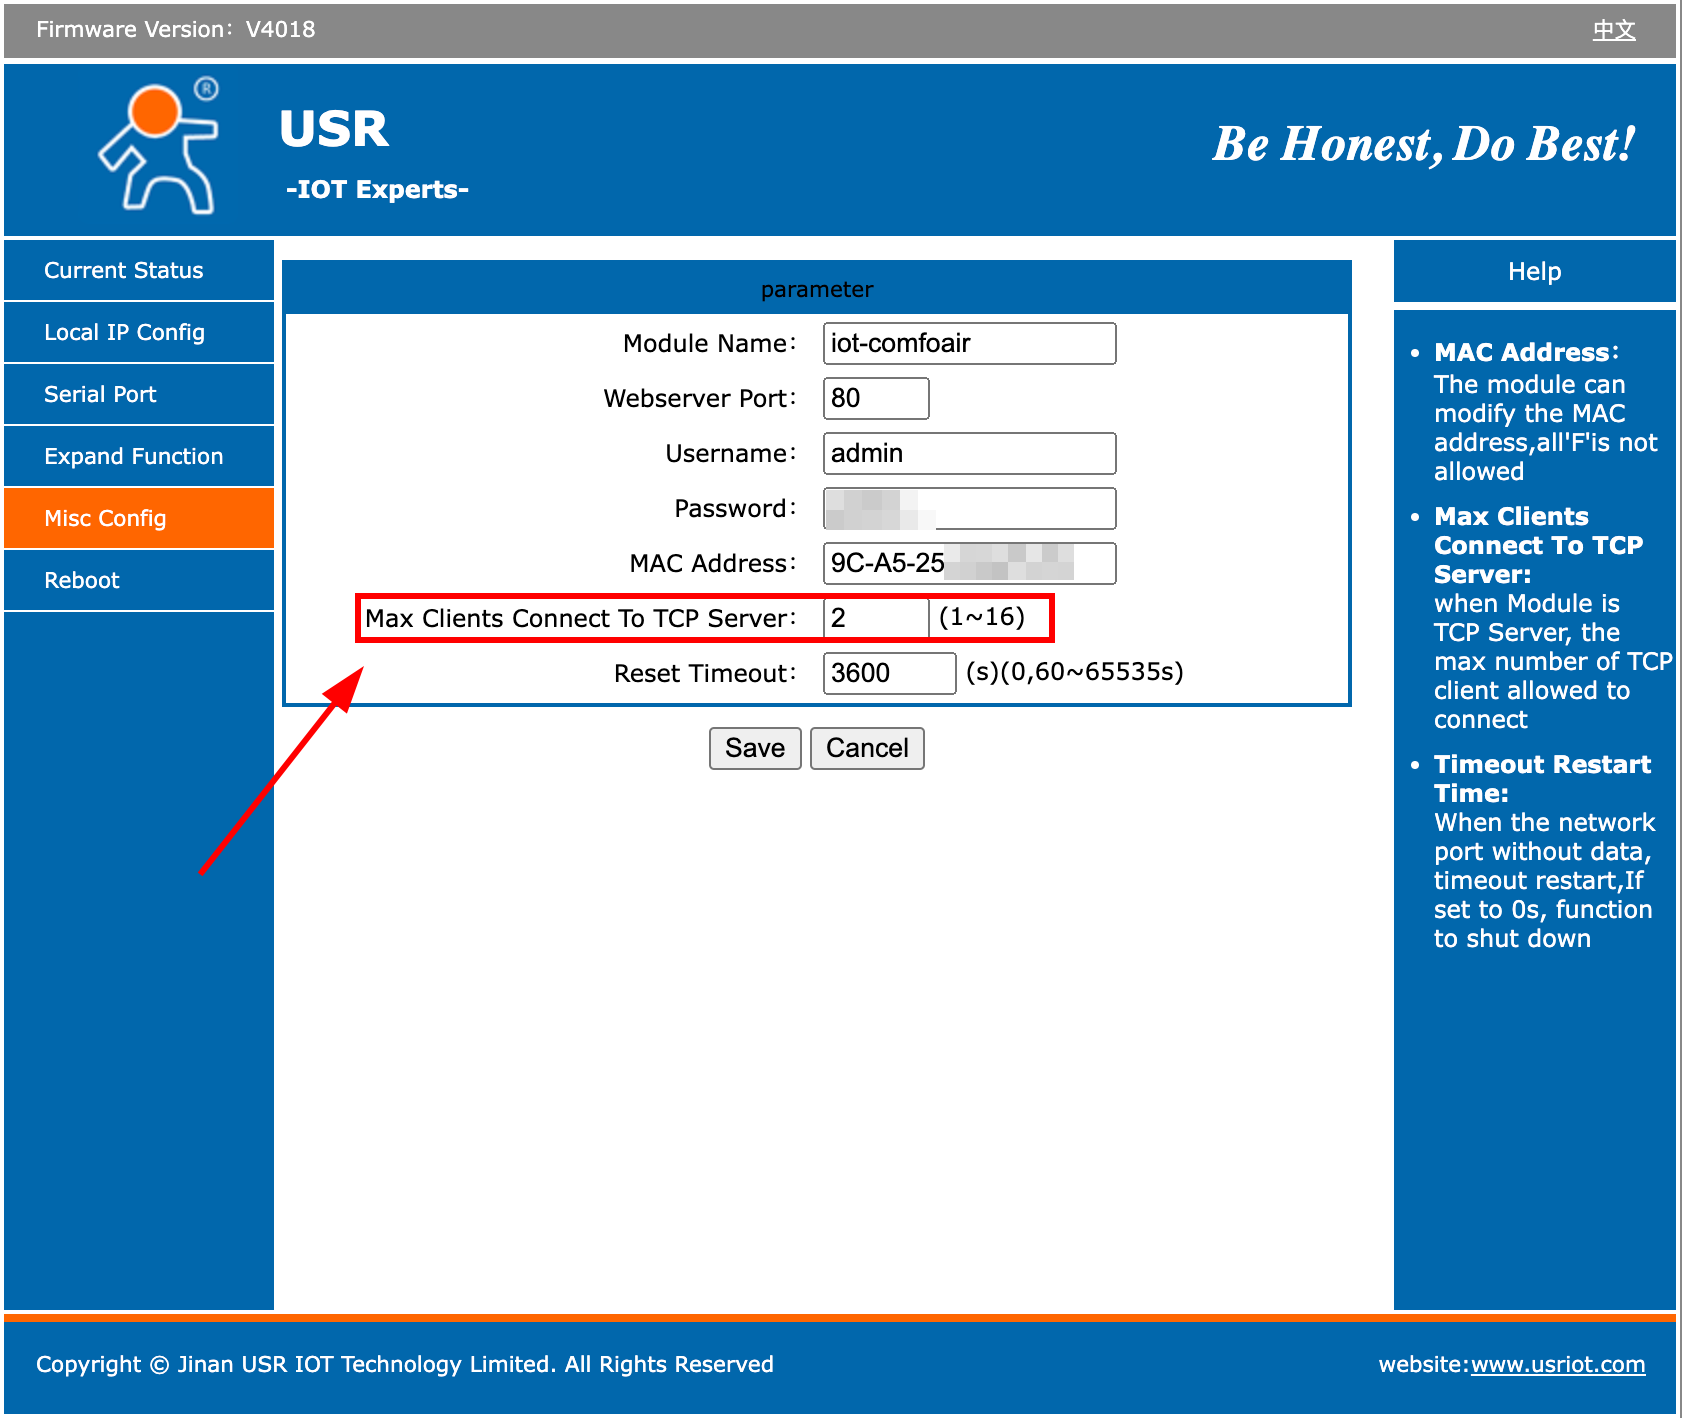 Firmware Version：V4018
中文
®
USR
-IOT Experts-
Be Honest, Do Best!
Current Status
Local IP Config
Serial Port
Expand Function
Misc Config
Reboot
parameter
Module Name： iot-comfoair
Webserver Port： 80
Username： admin
Password：
MAC Address： 9C-A5-25
Max Clients Connect To TCP Server： 2 (1~16)
Reset Timeout： 3600 (s)(0,60~65535s)
Save Cancel
Help
• MAC Address：
The module can
modify the MAC
address,all'F'is not
allowed
• Max Clients
Connect To TCP
Server:
when Module is
TCP Server, the
max number of TCP
client allowed to
connect
• Timeout Restart
Time:
When the network
port without data,
timeout restart,If
set to 0s, function
to shut down
Copyright © Jinan USR IOT Technology Limited. All Rights Reserved
website:www.usriot.com